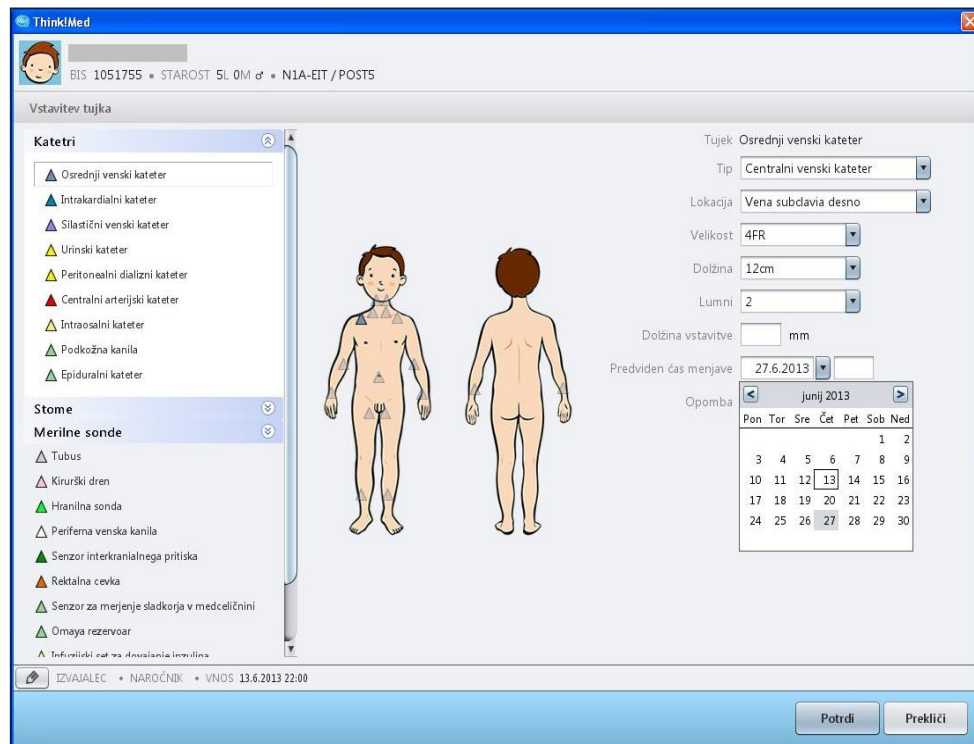 Think!Med
BIS 1051755 • STAROST 5L 0M ♂ • N1A-EIT / POST5
Vstavitev tujka
Katetri
Osrednji venski kateter
Intrakardialni kateter
Silastični venski kateter
Urinski kateter
Peritonealni dializni kateter
Centralni arterijski kateter
Intraosalni kateter
Podkožna kanila
Epiduralni kateter
Stome
Merilne sonde
Tubus
Kirurški dren
Hranilna sonda
Periferna venska kanila
Senzor interkranialnega pritiska
Rektalna cevka
Senzor za merjenje sladkorja v medceličnini
Omaya rezervoar
Infuzijski set za dovajanje inzulina
Tujek Osrednji venski kateter
Tip Centralni venski kateter
Lokacija Vena subclavia desno
Velikost 4FR
Dolžina 12cm
Lumni 2
Dolžina vstavitve mm
Predviden čas menjave 27.6.2013
Opomba
< junij 2013 >
Pon Tor Sre Čet Pet Sob Ned
1 2
3 4 5 6 7 8 9
10 11 12 13 14 15 16
17 18 19 20 21 22 23
24 25 26 27 28 29 30
IZVAJALEC • NAROČNIK • VNOS 13.6.2013 22:00
Potrdi Prekliči